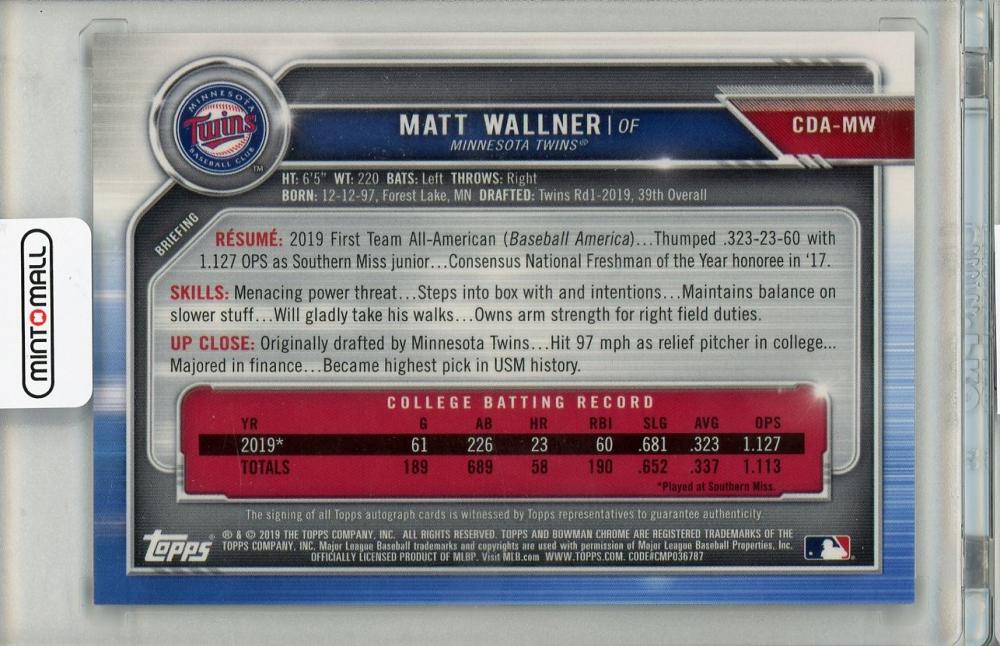 MINNESOTA
Twins
BASEBALL CLUB
TM
MATT WALLNER | OF
MINNESOTA TWINS®
CDA-MW
HT: 6'5" WT: 220 BATS: Left THROWS: Right
BORN: 12-12-97, Forest Lake, MN DRAFTED: Twins Rd1-2019, 39th Overall
BRIEFING
RÉSUMÉ: 2019 First Team All-American (Baseball America)...Thumped .323-23-60 with
1.127 OPS as Southern Miss junior...Consensus National Freshman of the Year honoree in '17.
SKILLS: Menacing power threat...Steps into box with and intentions...Maintains balance on
slower stuff...Will gladly take his walks...Owns arm strength for right field duties.
UP CLOSE: Originally drafted by Minnesota Twins...Hit 97 mph as relief pitcher in college...
Majored in finance...Became highest pick in USM history.
COLLEGE BATTING RECORD
YR G AB HR RBI SLG AVG OPS
2019* 61 226 23 60 .681 .323 1.127
TOTALS 189 689 58 190 .652 .337 1.113
*Played at Southern Miss.
The signing of all Topps autograph cards is witnessed by Topps representatives to guarantee authenticity.
topps
® & © 2019 THE TOPPS COMPANY, INC. ALL RIGHTS RESERVED. TOPPS AND BOWMAN CHROME ARE REGISTERED TRADEMARKS OF THE
TOPPS COMPANY, INC. Major League Baseball trademarks and copyrights are used with permission of Major League Baseball Properties, Inc.
OFFICIALLY LICENSED PRODUCT OF MLBP. Visit MLB.com WWW.TOPPS.COM. CODE#CMP036787
MINTOMALL